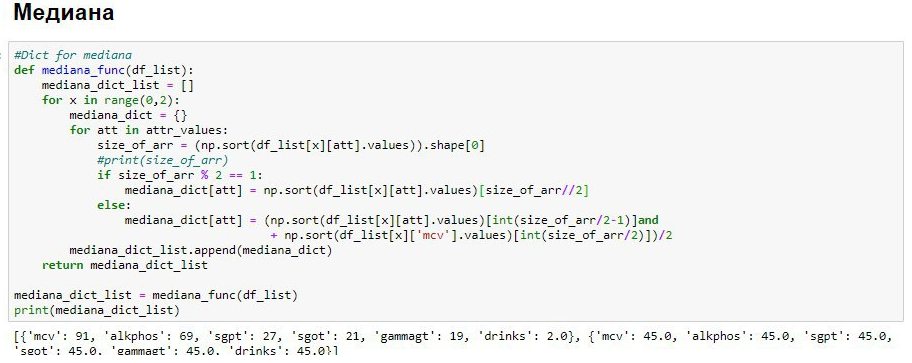 Медиана
#Dict for mediana
def mediana_func(df_list):
    mediana_dict_list = []
    for x in range(0,2):
        mediana_dict = {}
        for att in attr_values:
            size_of_arr = (np.sort(df_list[x][att].values)).shape[0]
            #print(size_of_arr)
            if size_of_arr % 2 == 1:
                mediana_dict[att] = np.sort(df_list[x][att].values)[size_of_arr//2]
            else:
                mediana_dict[att] = (np.sort(df_list[x][att].values)[int(size_of_arr/2-1)]and
                                     + np.sort(df_list[x]['mcv'].values)[int(size_of_arr/2)])/2
        mediana_dict_list.append(mediana_dict)
    return mediana_dict_list
mediana_dict_list = mediana_func(df_list)
print(mediana_dict_list)
[{'mcv': 91, 'alkphos': 69, 'sgpt': 27, 'sgot': 21, 'gammagt': 19, 'drinks': 2.0}, {'mcv': 45.0, 'alkphos': 45.0, 'sgpt': 45.0,
'sgot': 45.0, 'gammagt': 45.0, 'drinks': 45.0}]